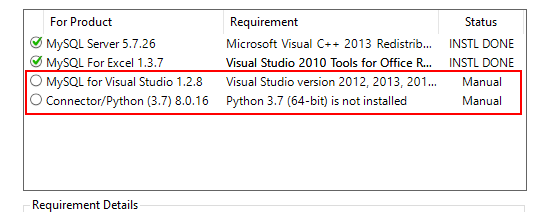 For Product Requirement Status
MySQL Server 5.7.26 Microsoft Visual C++ 2013 Redistrib... INSTL DONE
MySQL For Excel 1.3.7 Visual Studio 2010 Tools for Office R... INSTL DONE
MySQL for Visual Studio 1.2.8 Visual Studio version 2012, 2013, 201... Manual
Connector/Python (3.7) 8.0.16 Python 3.7 (64-bit) is not installed Manual
Requirement Details